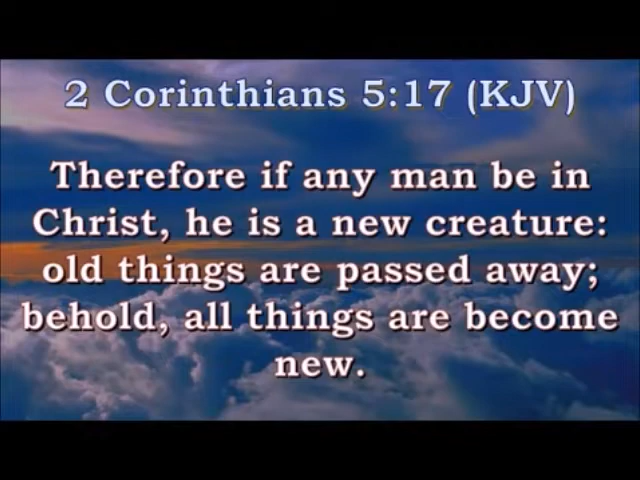 2 Corinthians 5:17 (KJV)
Therefore if any man be in
Christ, he is a new creature:
old things are passed away;
behold, all things are become
new.